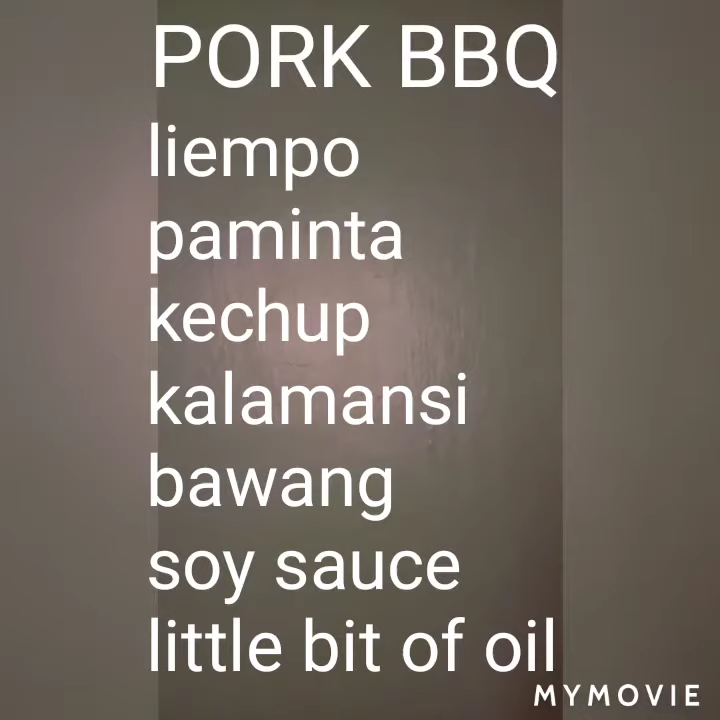 PORK BBQ
liempo
paminta
kechup
kalamansi
bawang
soy sauce
little bit of oil
MYMOVIE